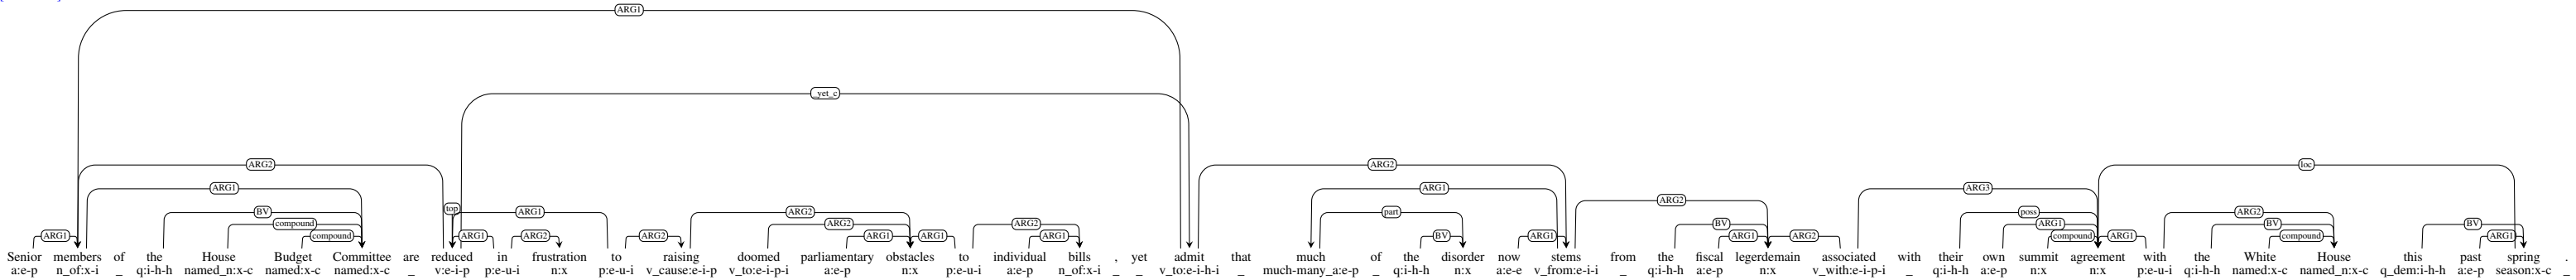 ARG1
_yet_c
ARG2 ARG2 loc
ARG1 ARG1 ARG3
ARG2
BV top ARG1 ARG2 part poss ARG2
compound ARG2 ARG2 BV ARG1 BV BV
ARG1 compound ARG1 ARG2 ARG2 ARG1 ARG1 ARG1 BV ARG1 ARG1 ARG2 compound ARG1 compound ARG1
Senior members of the House Budget Committee are reduced in frustration to raising doomed parliamentary obstacles to individual bills , yet admit that much of the disorder now stems from the fiscal legerdemain associated with their own summit agreement with the White House this past spring .
a:e-p n_of:x-i _ q:i-h-h named_n:x-c named:x-c named:x-c _ v:e-i-p p:e-u-i n:x p:e-u-i v_cause:e-i-p v_to:e-i-p-i a:e-p n:x p:e-u-i a:e-p n_of:x-i _ _ v_to:e-i-h-i _ much-many_a:e-p _ q:i-h-h n:x a:e-e v_from:e-i-i _ q:i-h-h a:e-p n:x v_with:e-i-p-i _ q:i-h-h a:e-p n:x n:x p:e-u-i q:i-h-h named:x-c named_n:x-c q_dem:i-h-h a:e-p season:x-c _